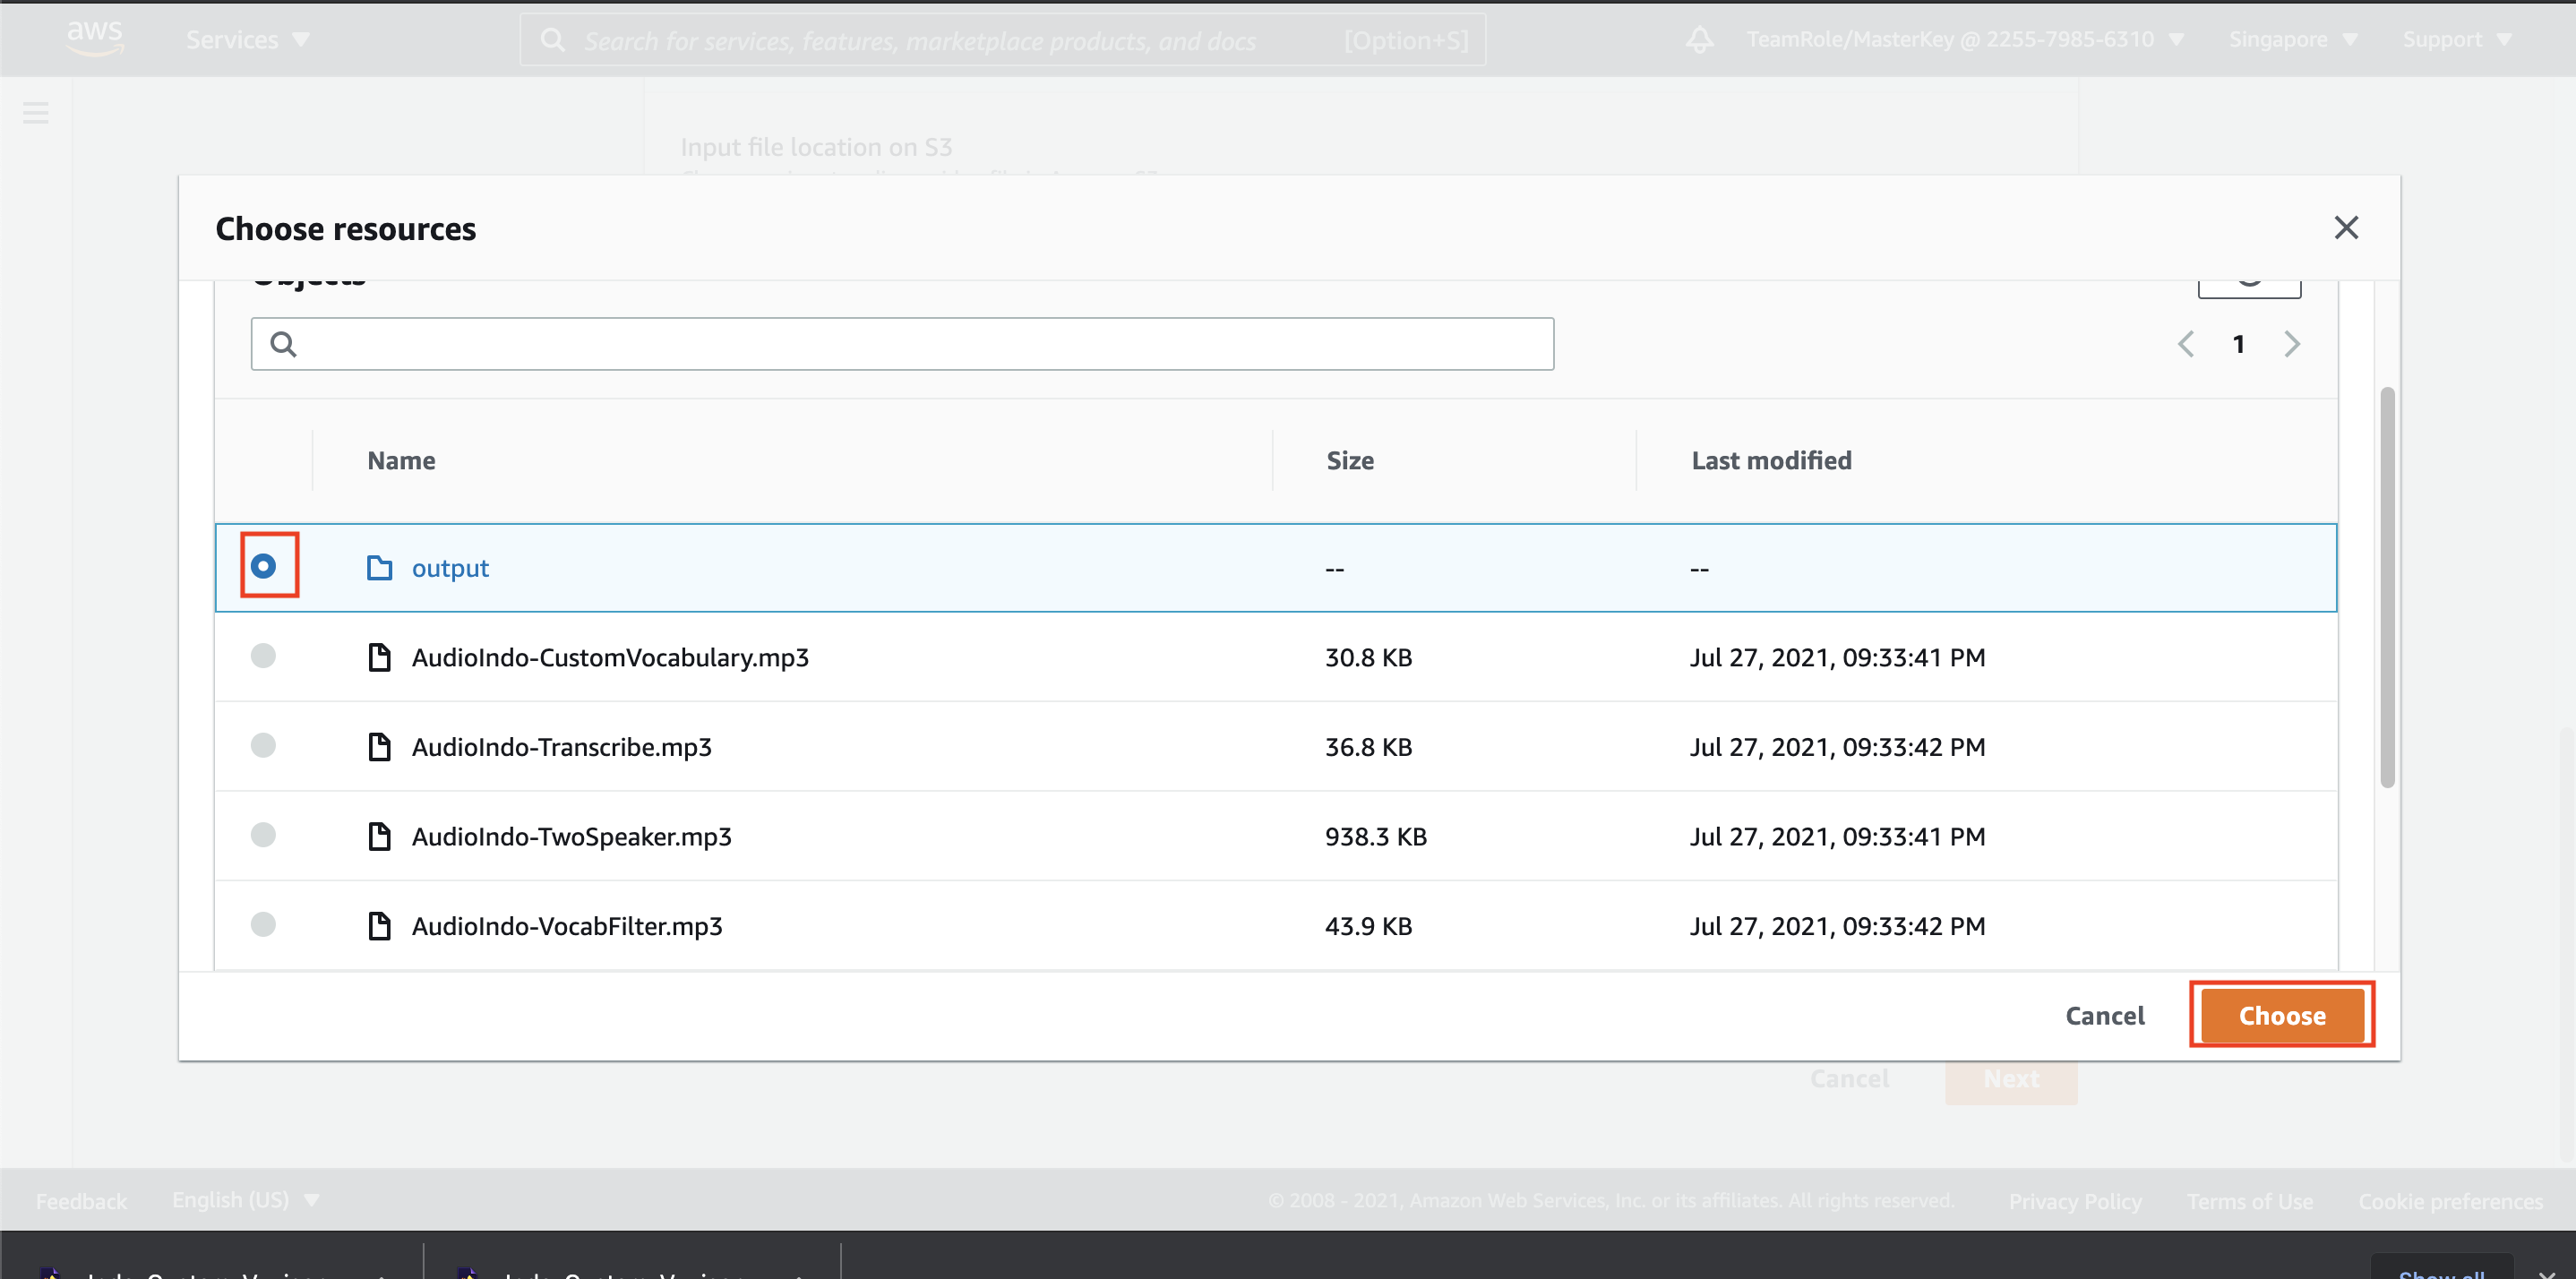 aws Services Search for services, features, marketplace products, and docs [Option+S] TeamRole/MasterKey @ 2255-7985-6310 Singapore Support
Input file location on S3
Choose resources
Objects
1
Name Size Last modified
output -- --
AudioIndo-CustomVocabulary.mp3 30.8 KB Jul 27, 2021, 09:33:41 PM
AudioIndo-Transcribe.mp3 36.8 KB Jul 27, 2021, 09:33:42 PM
AudioIndo-TwoSpeaker.mp3 938.3 KB Jul 27, 2021, 09:33:41 PM
AudioIndo-VocabFilter.mp3 43.9 KB Jul 27, 2021, 09:33:42 PM
Cancel Choose
Cancel Next
Feedback English (US) © 2008 - 2021, Amazon Web Services, Inc. or its affiliates. All rights reserved. Privacy Policy Terms of Use Cookie preferences
Show all